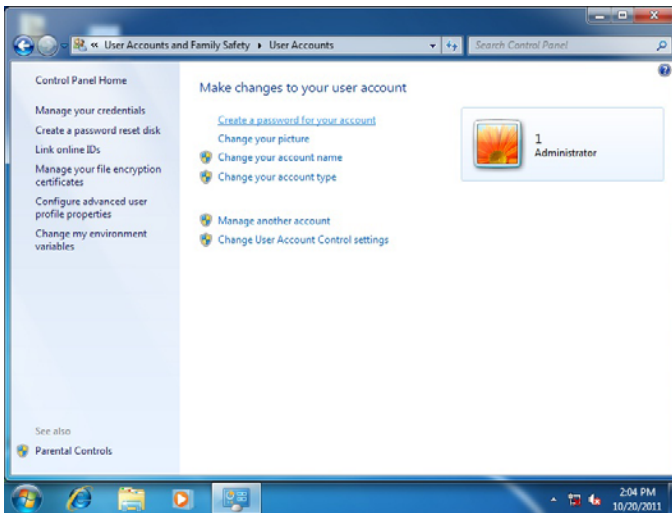 « User Accounts and Family Safety ▸ User Accounts
Search Control Panel
Control Panel Home
Manage your credentials
Create a password reset disk
Link online IDs
Manage your file encryption
certificates
Configure advanced user
profile properties
Change my environment
variables
See also
Parental Controls
Make changes to your user account
Create a password for your account
Change your picture
Change your account name
Change your account type
Manage another account
Change User Account Control settings
1
Administrator
2:04 PM
10/20/2011